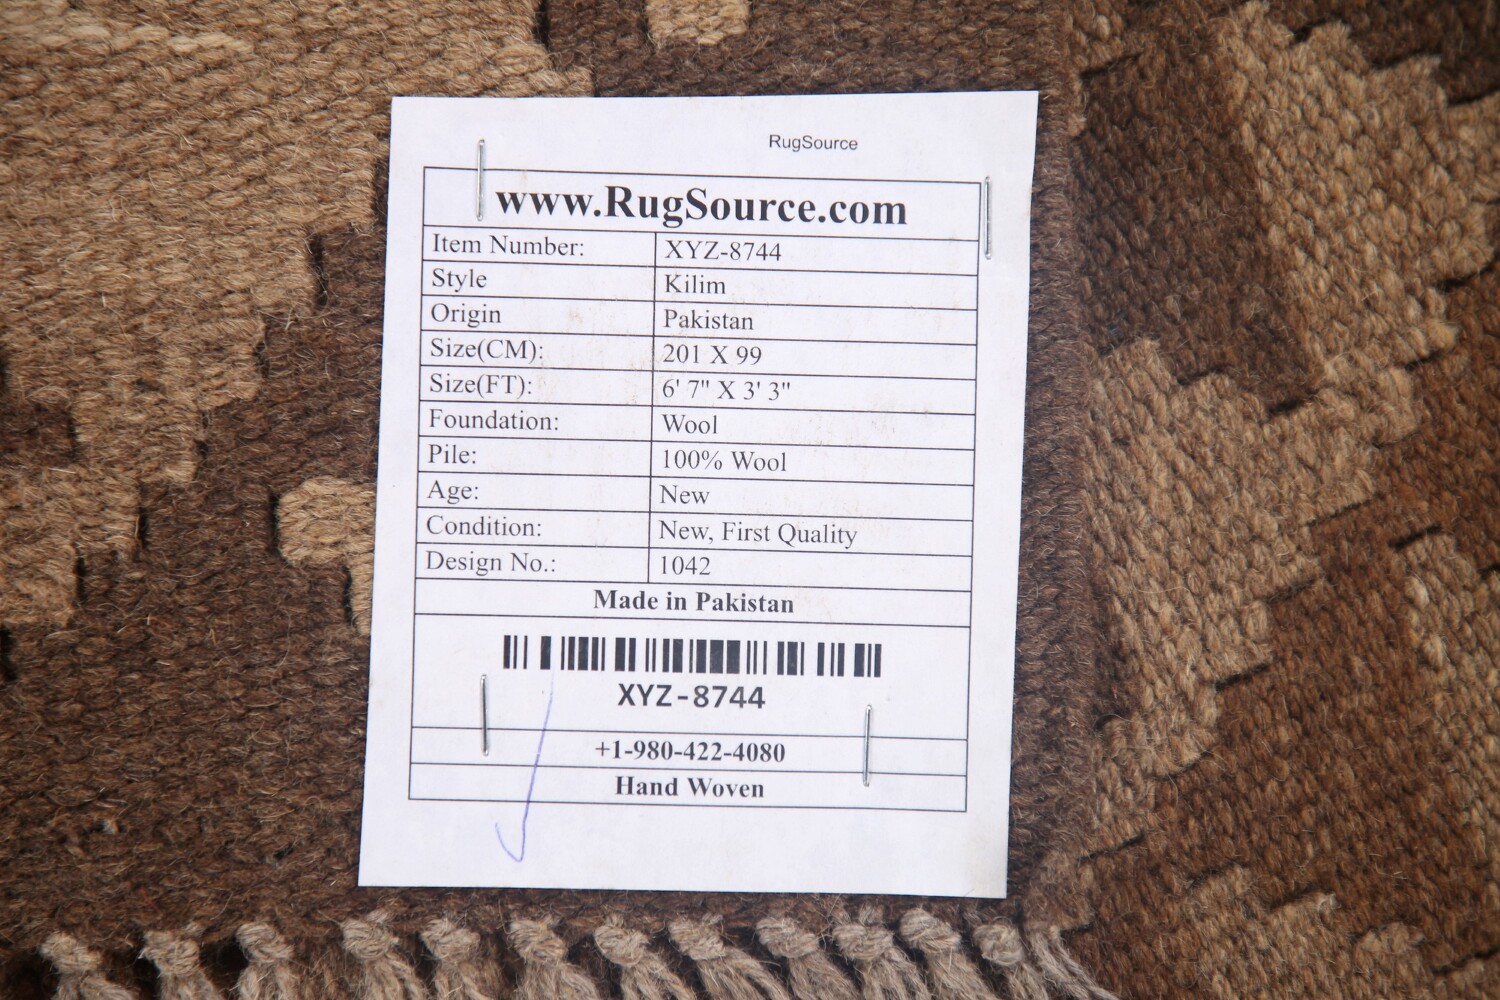 RugSource
www.RugSource.com
Item Number: XYZ-8744
Style Kilim
Origin Pakistan
Size(CM): 201 X 99
Size(FT): 6' 7" X 3' 3"
Foundation: Wool
Pile: 100% Wool
Age: New
Condition: New, First Quality
Design No.: 1042
Made in Pakistan
XYZ-8744
+1-980-422-4080
Hand Woven